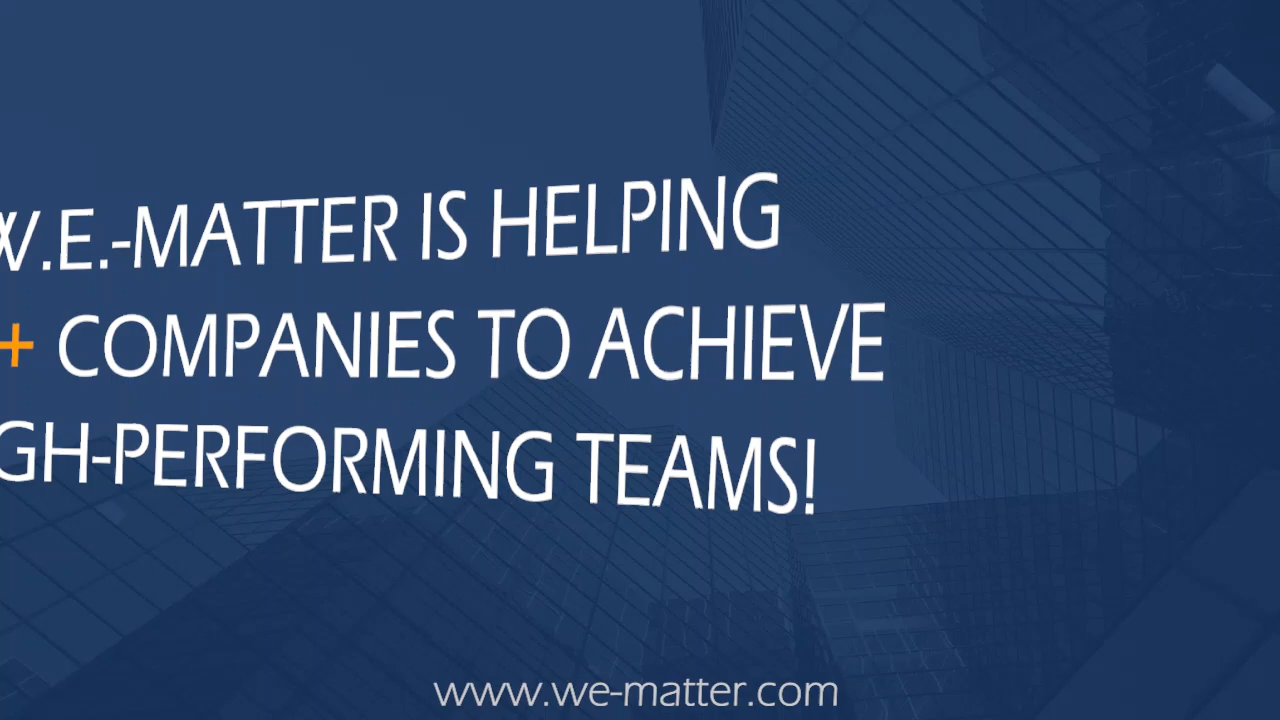 W.E.-MATTER IS HELPING
+ COMPANIES TO ACHIEVE
GH-PERFORMING TEAMS!
www.we-matter.com